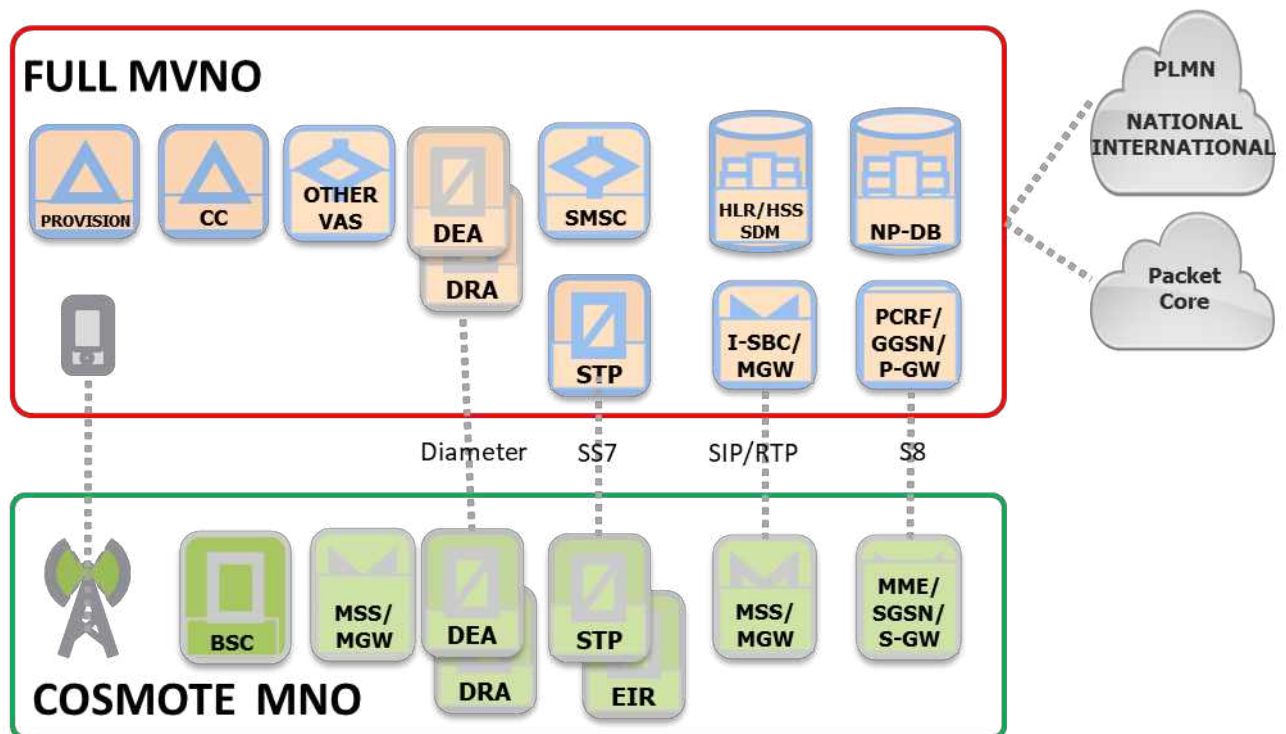 FULL MVNO
PLMN
NATIONAL
INTERNATIONAL
PROVISION
CC
OTHER
VAS
DEA
DRA
SMSC
HLR/HSS
SDM
NP-DB
Packet
Core
STP
I-SBC/
MGW
PCRF/
GGSN/
P-GW
Diameter
SS7
SIP/RTP
S8
BSC
MSS/
MGW
DEA
DRA
STP
EIR
MSS/
MGW
MME/
SGSN/
S-GW
COSMOTE MNO